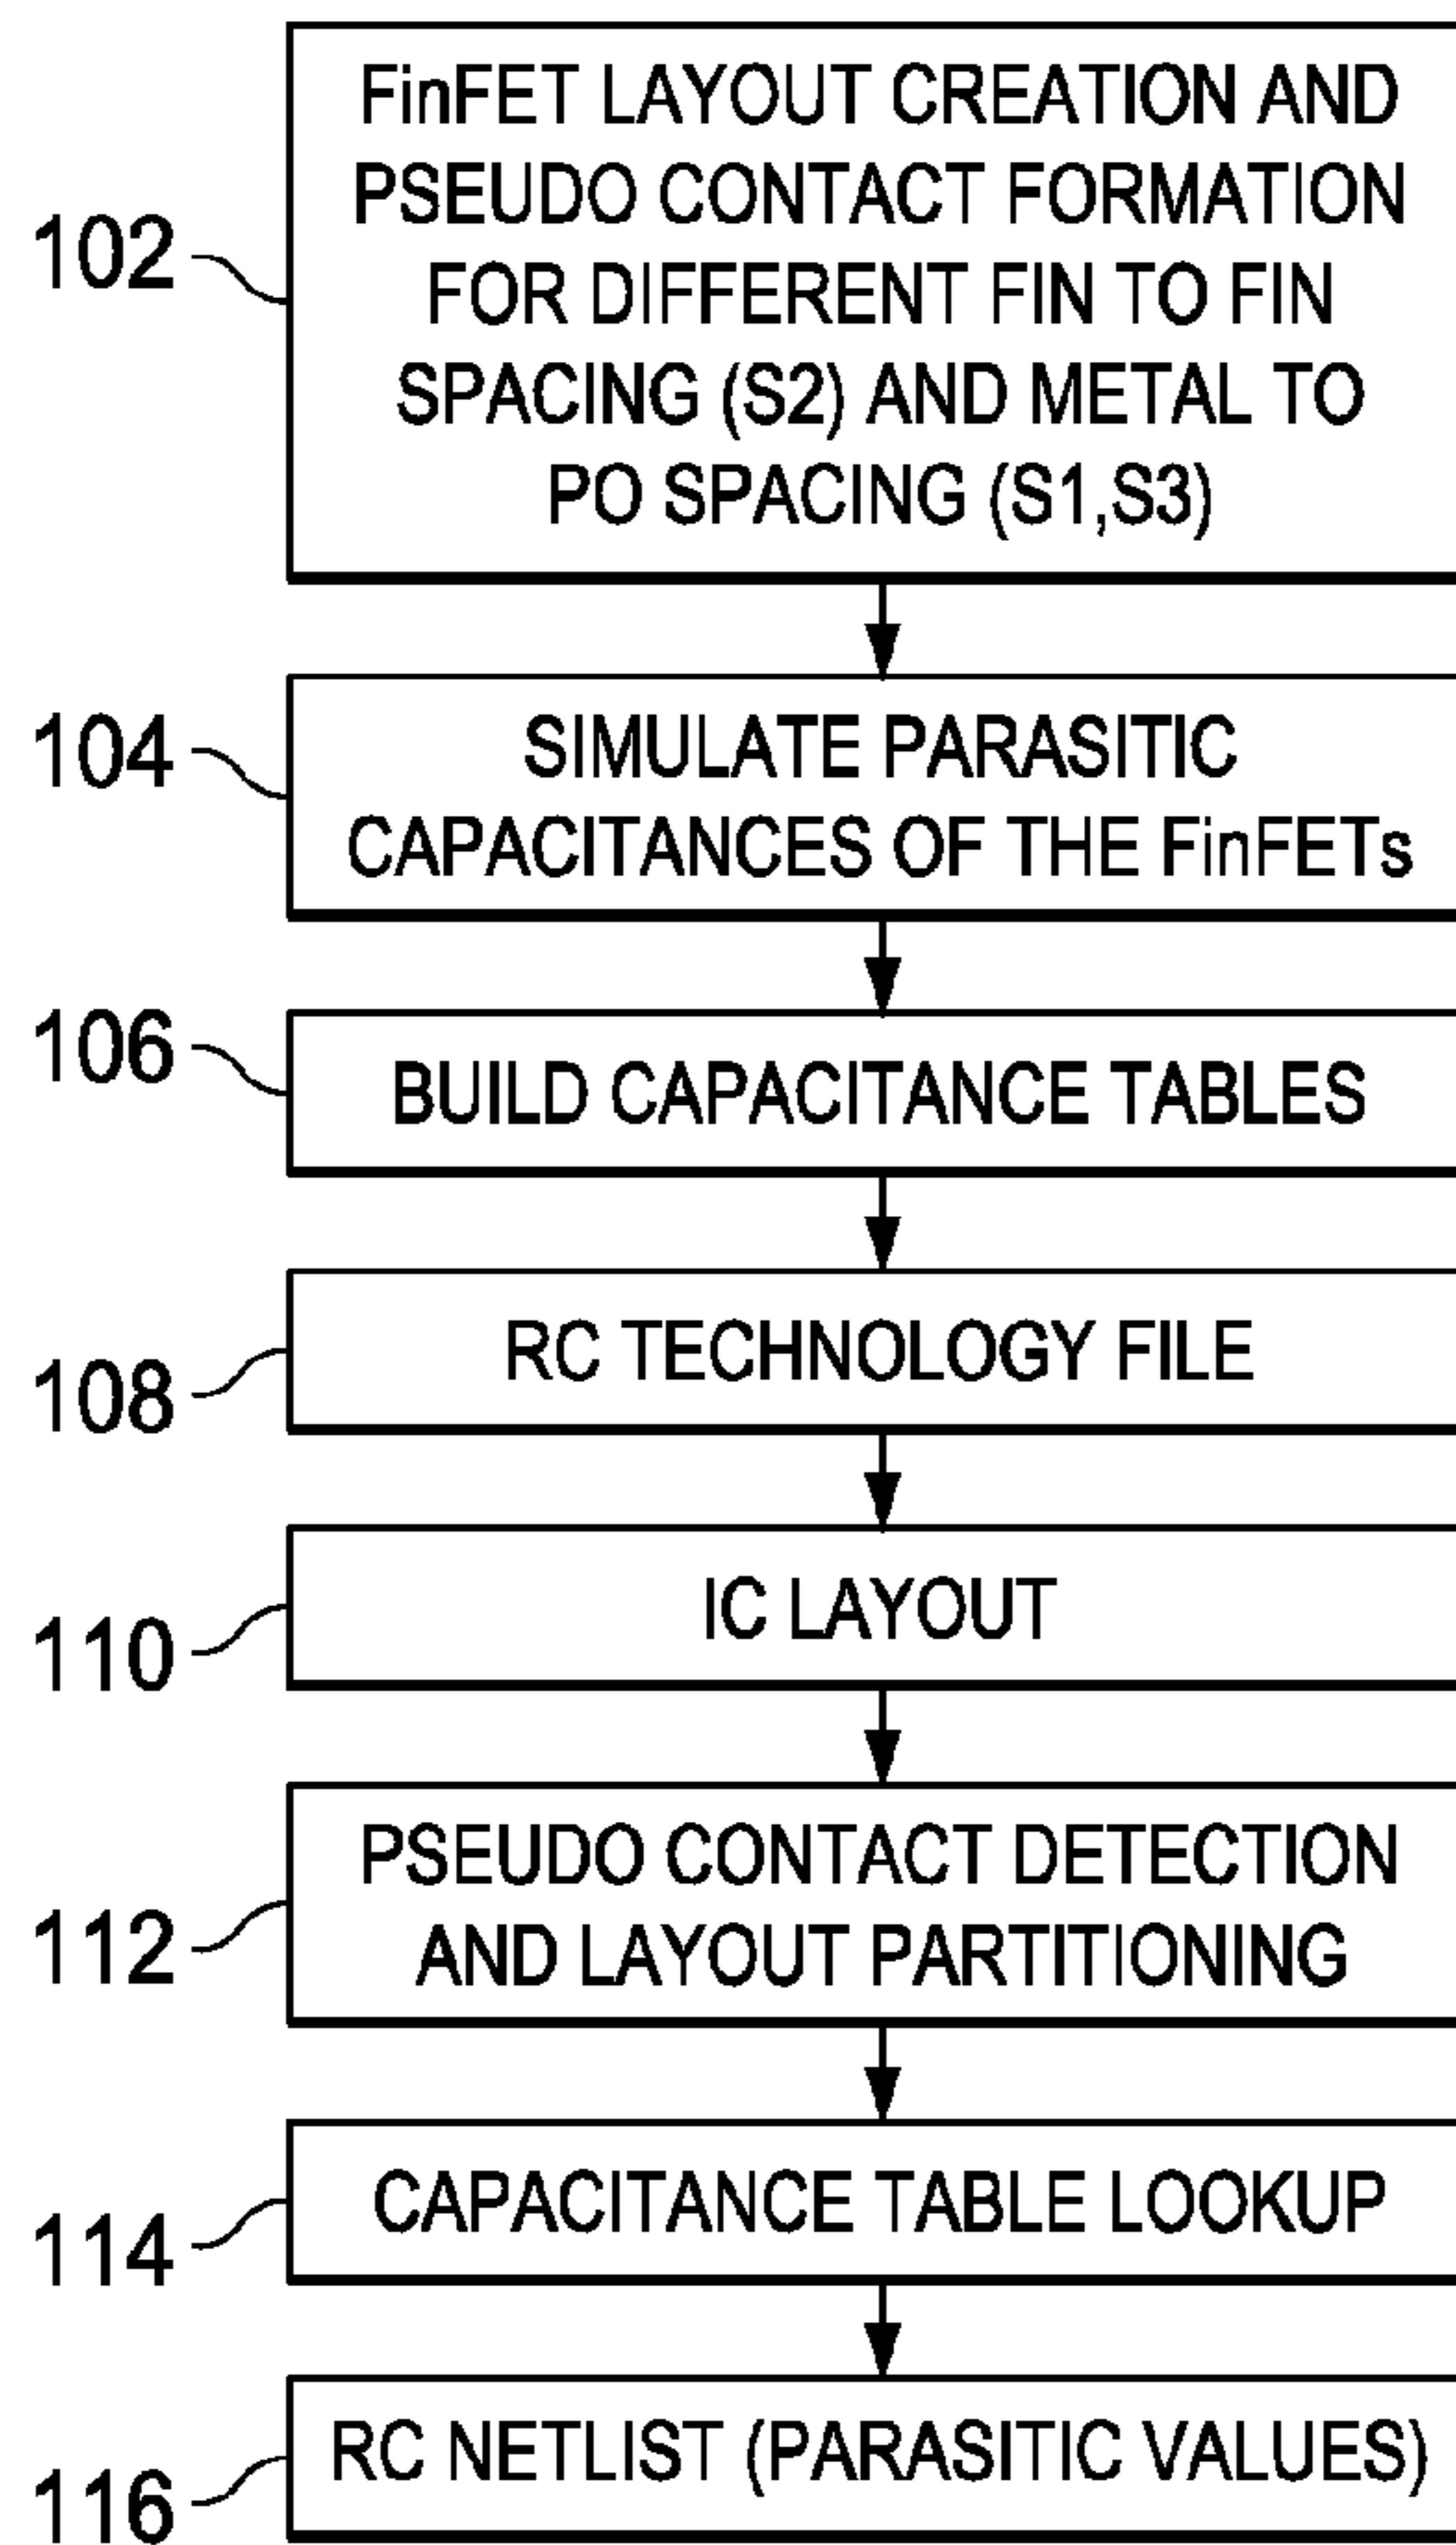 FinFET LAYOUT CREATION AND
PSEUDO CONTACT FORMATION
FOR DIFFERENT FIN TO FIN
SPACING (S2) AND METAL TO
PO SPACING (S1,S3)
102
SIMULATE PARASITIC
CAPACITANCES OF THE FinFETs
104
BUILD CAPACITANCE TABLES
106
RC TECHNOLOGY FILE
108
IC LAYOUT
110
PSEUDO CONTACT DETECTION
AND LAYOUT PARTITIONING
112
CAPACITANCE TABLE LOOKUP
114
RC NETLIST (PARASITIC VALUES)
116